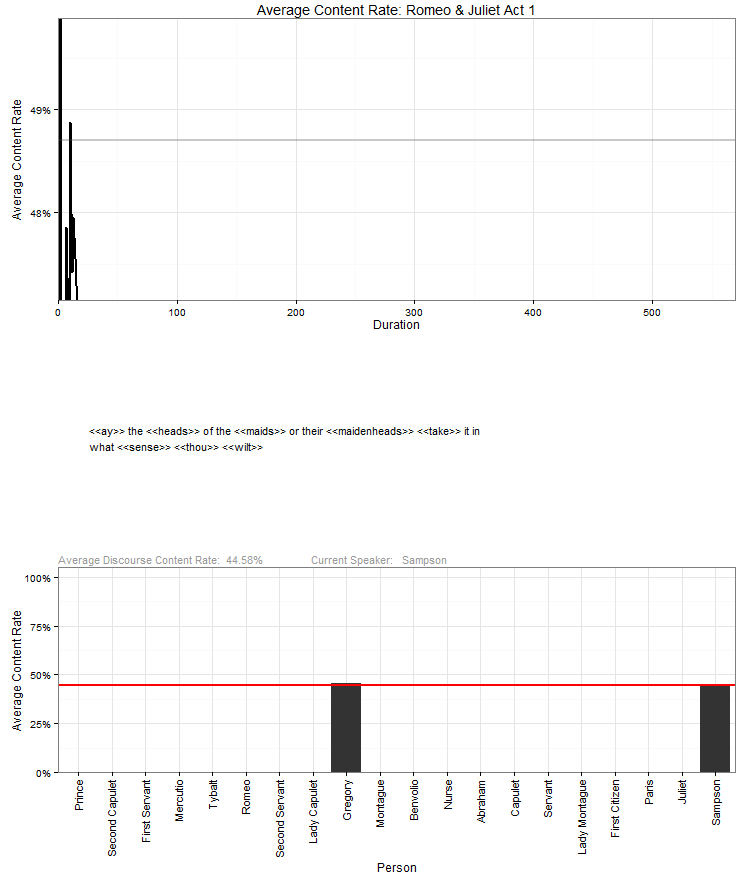 Average Content Rate: Romeo & Juliet Act 1
Average Content Rate
49%
48%
0 100 200 300 400 500
Duration
<<ay>> the <<heads>> of the <<maids>> or their <<maidenheads>> <<take>> it in
what <<sense>> <<thou>> <<wilt>>
Average Discourse Content Rate: 44.58% Current Speaker: Sampson
Average Content Rate
100%
75%
50%
25%
0%
Prince
Second Capulet
First Servant
Mercutio
Tybalt
Romeo
Second Servant
Lady Capulet
Gregory
Montague
Benvolio
Nurse
Abraham
Capulet
Servant
Lady Montague
First Citizen
Paris
Juliet
Sampson
Person